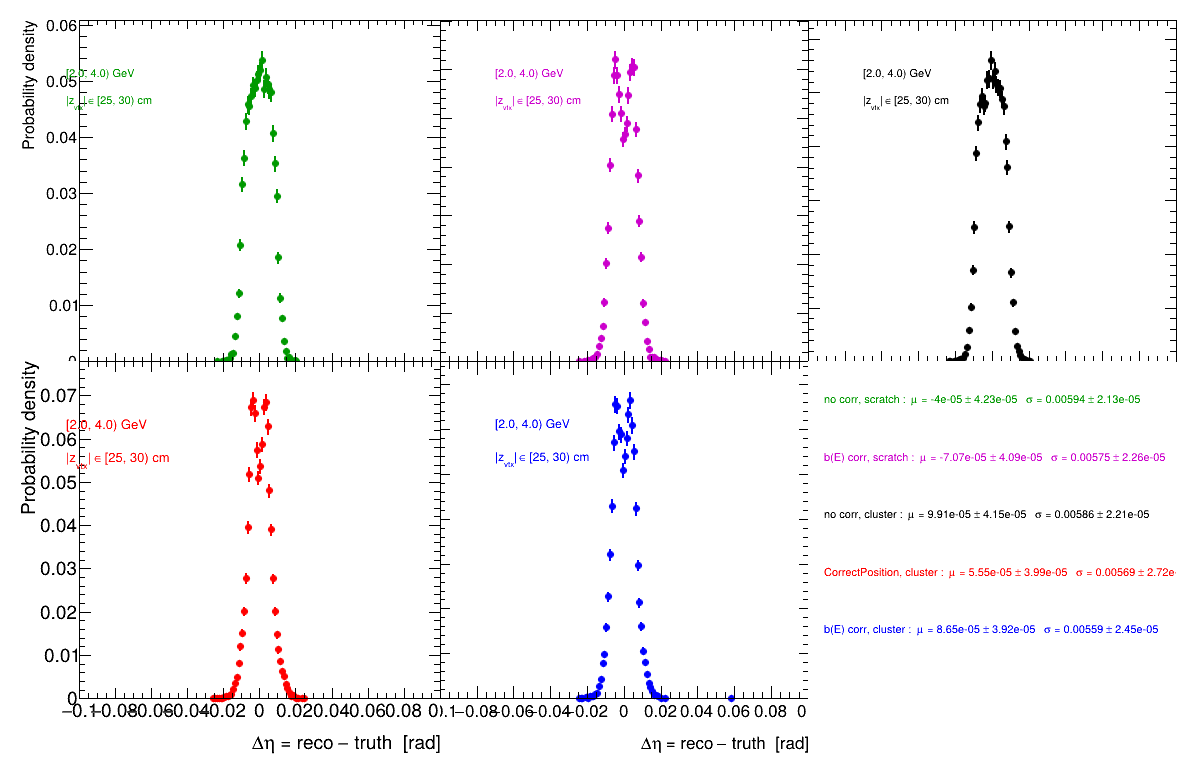 Probability density
0.06
0.05
0.04
0.03
0.02
0.01
0
[2.0, 4.0) GeV
|z_vtx| ∈ [25, 30) cm
[2.0, 4.0) GeV
|z_vtx| ∈ [25, 30) cm
[2.0, 4.0) GeV
|z_vtx| ∈ [25, 30) cm
Probability density
0.07
0.06
0.05
0.04
0.03
0.02
0.01
0
[2.0, 4.0) GeV
|z_vtx| ∈ [25, 30) cm
−0.1 −0.08 −0.06 −0.04 −0.02 0 0.02 0.04 0.06 0.08 0.1
Δη = reco − truth [rad]
[2.0, 4.0) GeV
|z_vtx| ∈ [25, 30) cm
−0.08 −0.06 −0.04 −0.02 0 0.02 0.04 0.06 0.08 0
Δη = reco − truth [rad]
no corr, scratch : μ = -4e-05 ± 4.23e-05 σ = 0.00594 ± 2.13e-05
b(E) corr, scratch : μ = -7.07e-05 ± 4.09e-05 σ = 0.00575 ± 2.26e-05
no corr, cluster : μ = 9.91e-05 ± 4.15e-05 σ = 0.00586 ± 2.21e-05
CorrectPosition, cluster : μ = 5.55e-05 ± 3.99e-05 σ = 0.00569 ± 2.72e-
b(E) corr, cluster : μ = 8.65e-05 ± 3.92e-05 σ = 0.00559 ± 2.45e-05